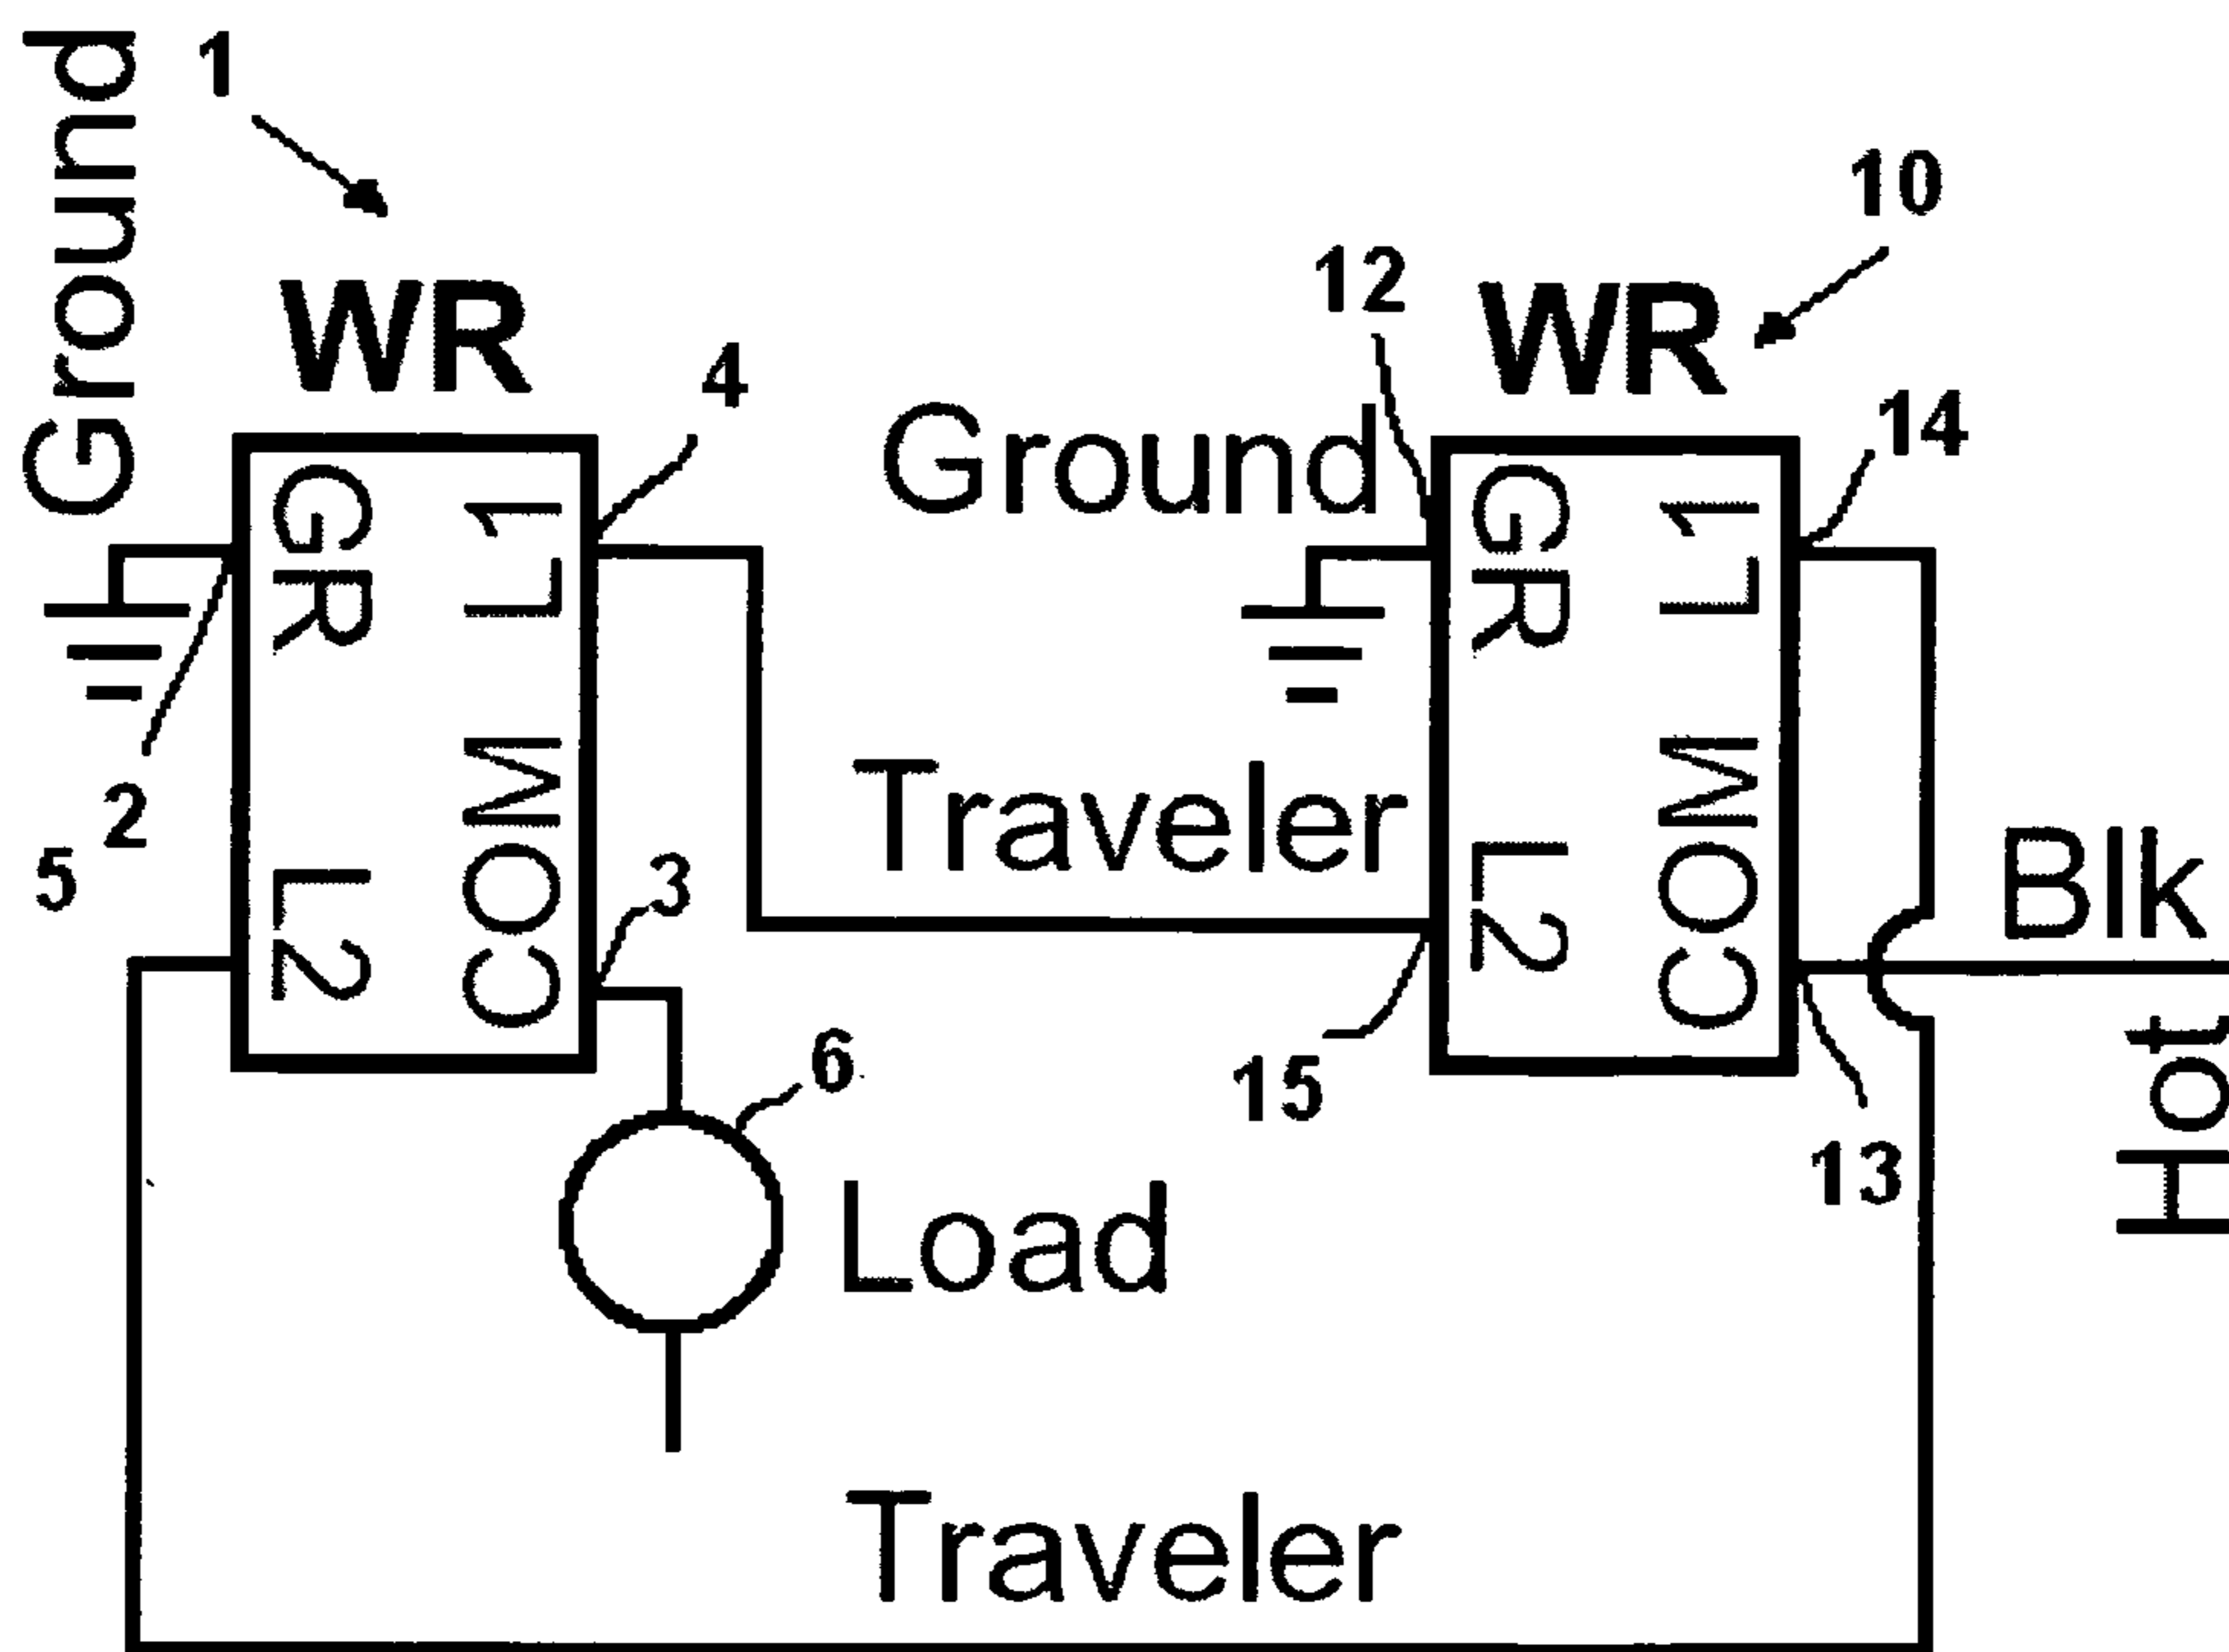 Ground
1
10
12
WR
WR
4
14
Ground
GR
L1
GR
L1
Traveler
COM
COM
2
5
L2
3
L2
Blk
Hot
6
15
13
Load
Traveler